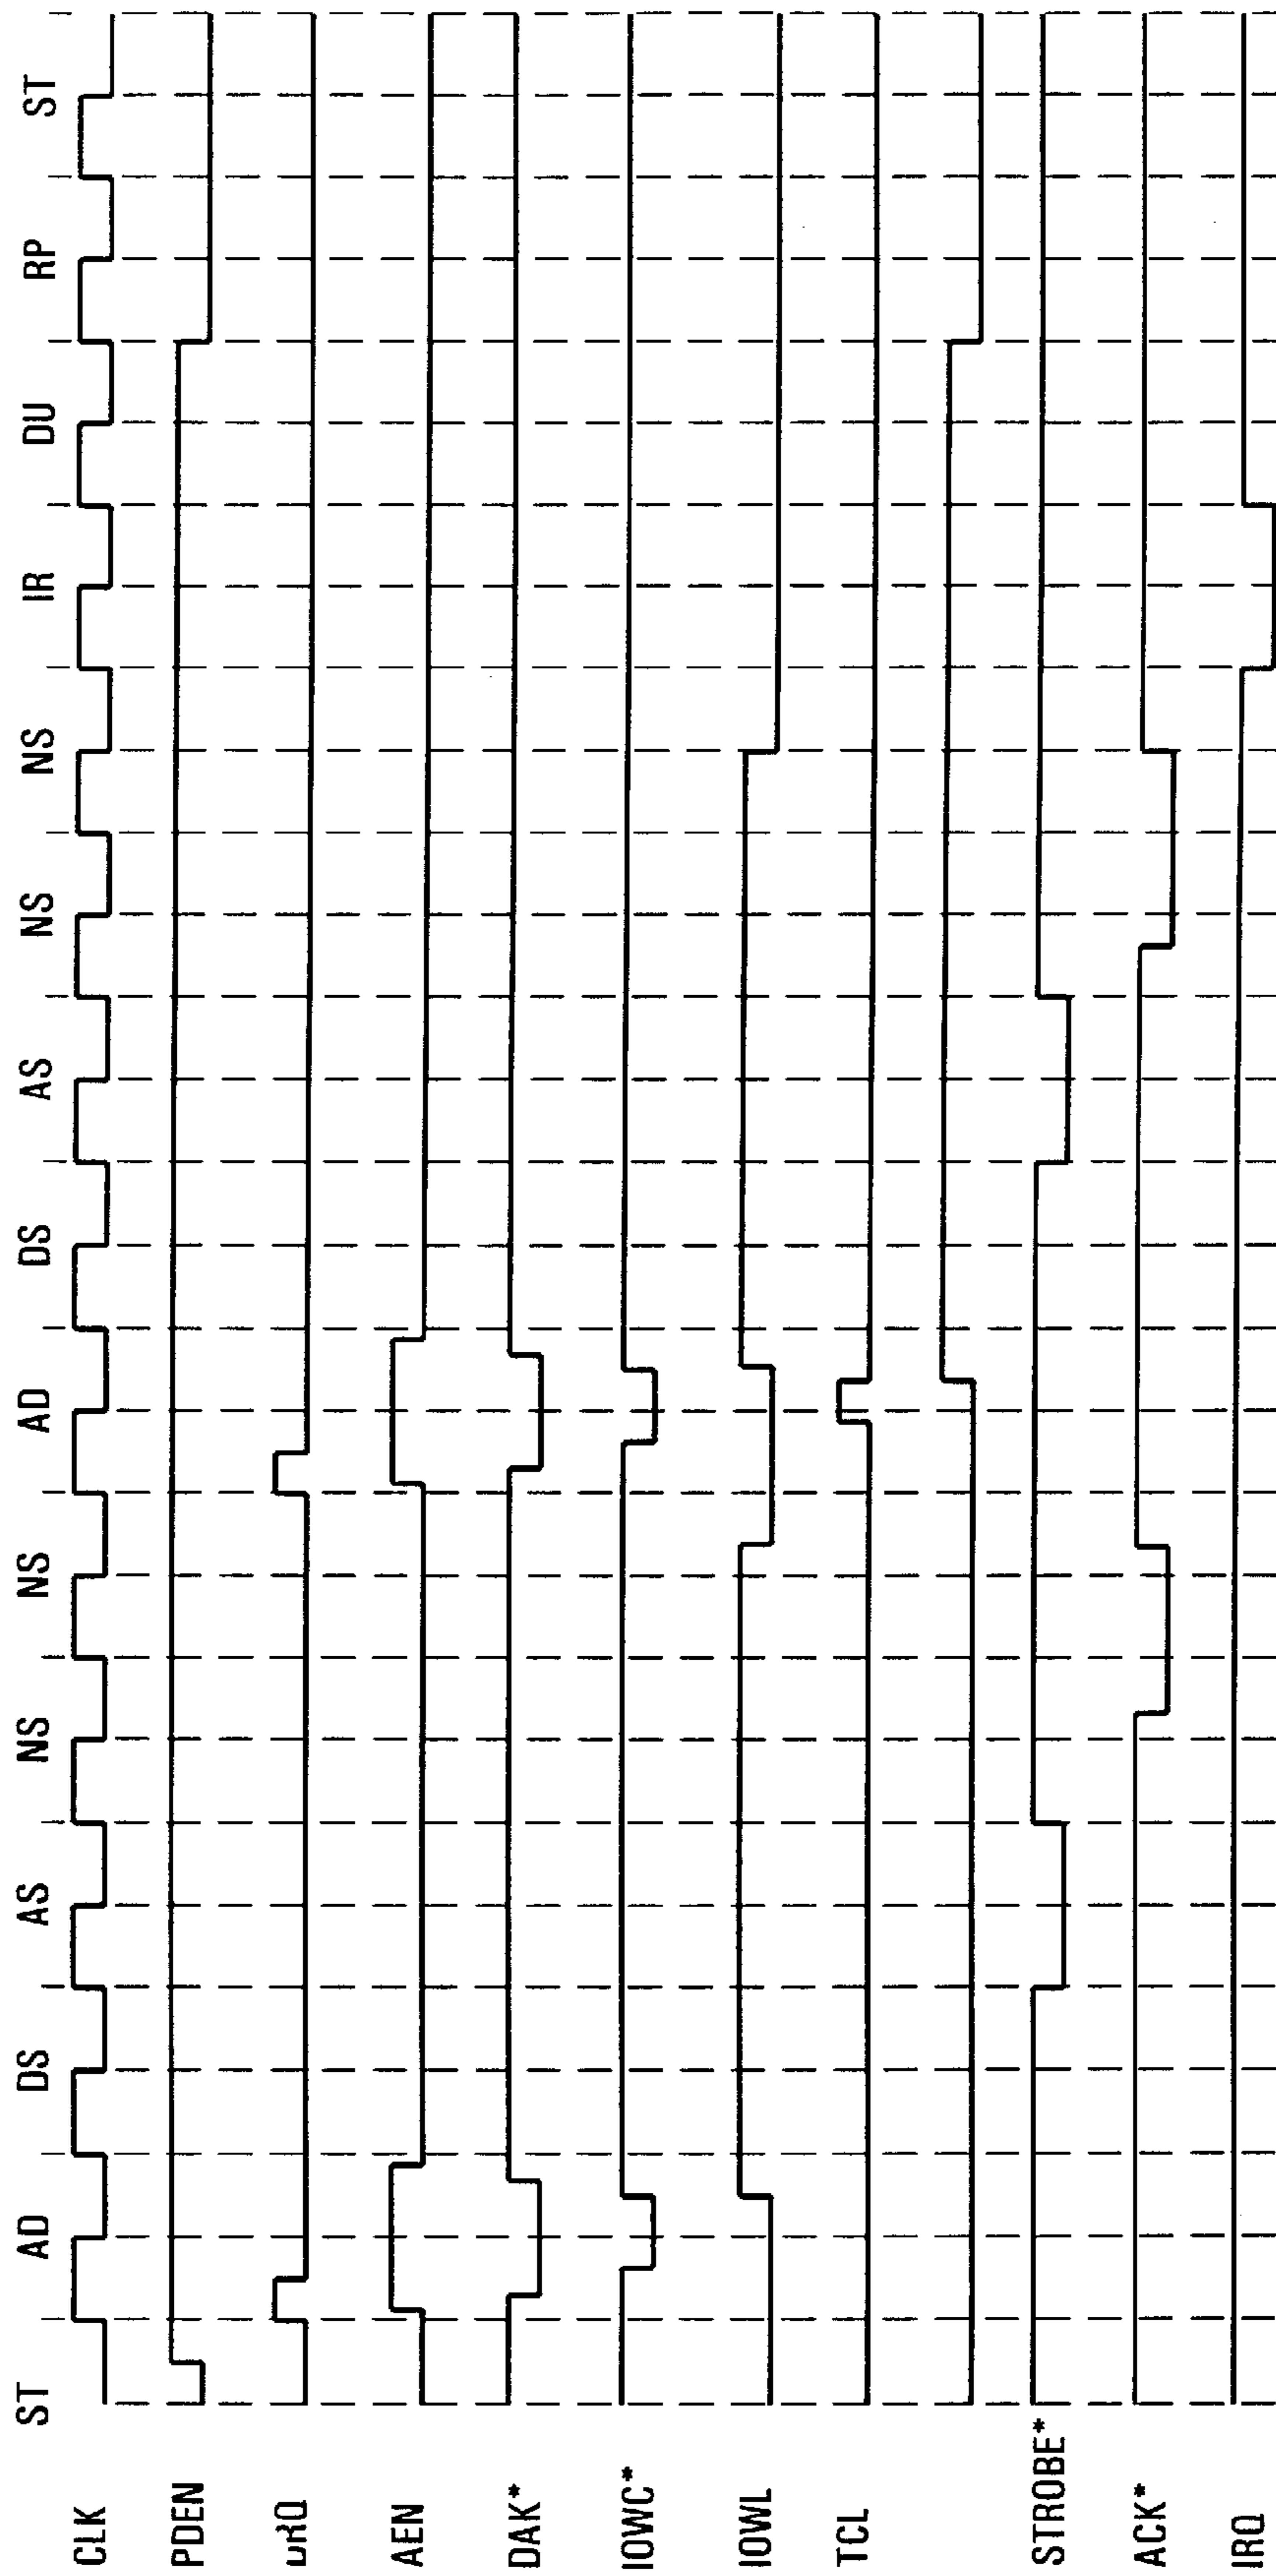 ST AD DS AS NS NS AD DS AS NS NS IR DU RP ST
CLK
PDEN
DRQ
AEN
DAK*
IOWC*
IOWL
TCL
STROBE*
ACK*
IRQ